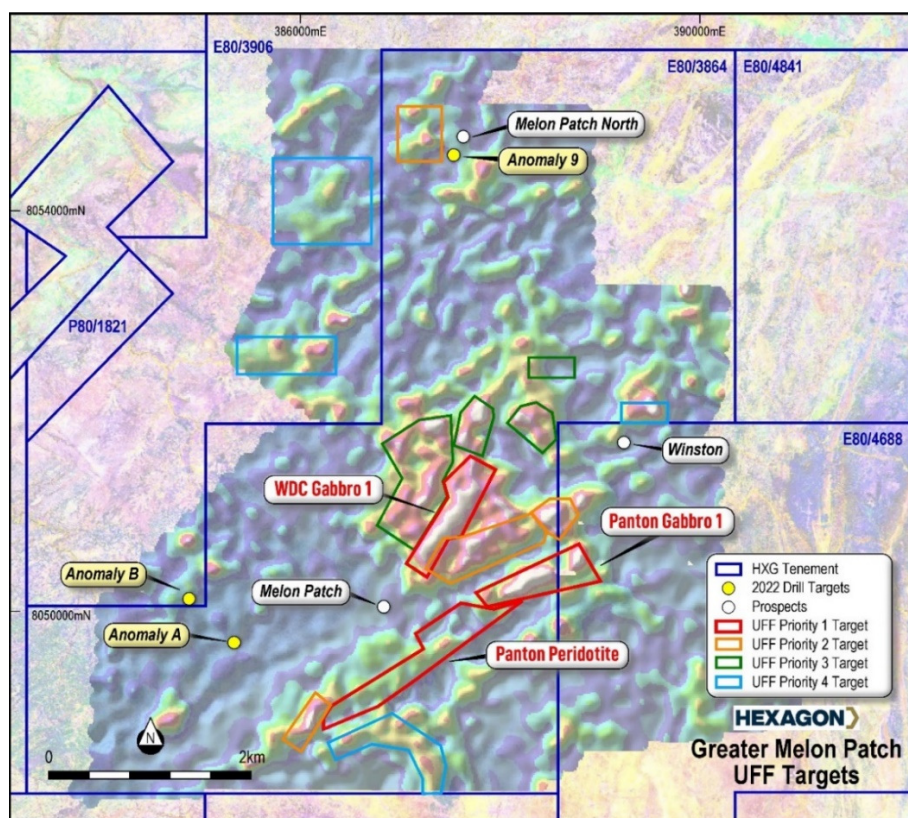 386000mE
390000mE
E80/3906
E80/3864
E80/4841
Melon Patch North
Anomaly 9
8054000mN
P80/1821
E80/4688
Winston
WDC Gabbro 1
Panton Gabbro 1
Anomaly B
Melon Patch
8050000mN
Anomaly A
Panton Peridotite
HXG Tenement
2022 Drill Targets
Prospects
UFF Priority 1 Target
UFF Priority 2 Target
UFF Priority 3 Target
UFF Priority 4 Target
N
0
2km
HEXAGON
Greater Melon Patch
UFF Targets